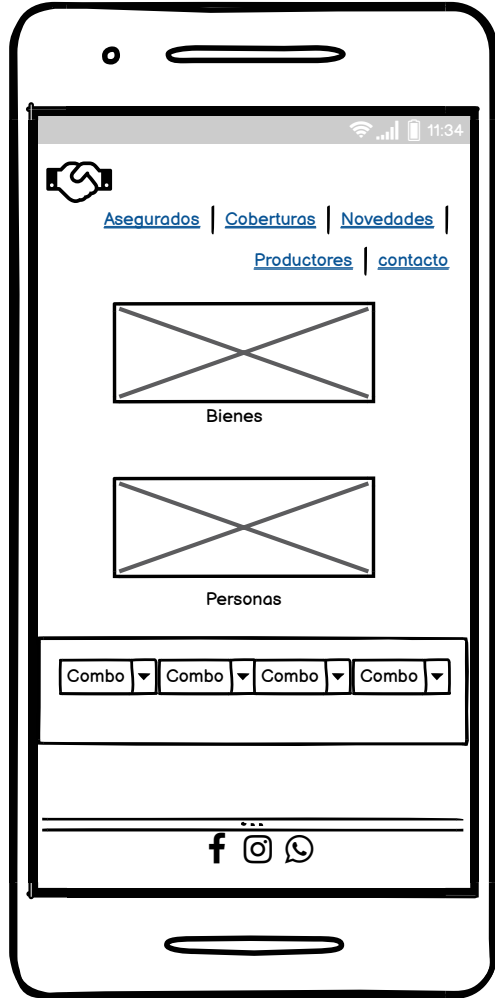 11:34
Asegurados | Coberturas | Novedades |
Productores | contacto
Bienes
Personas
Combo Combo Combo Combo